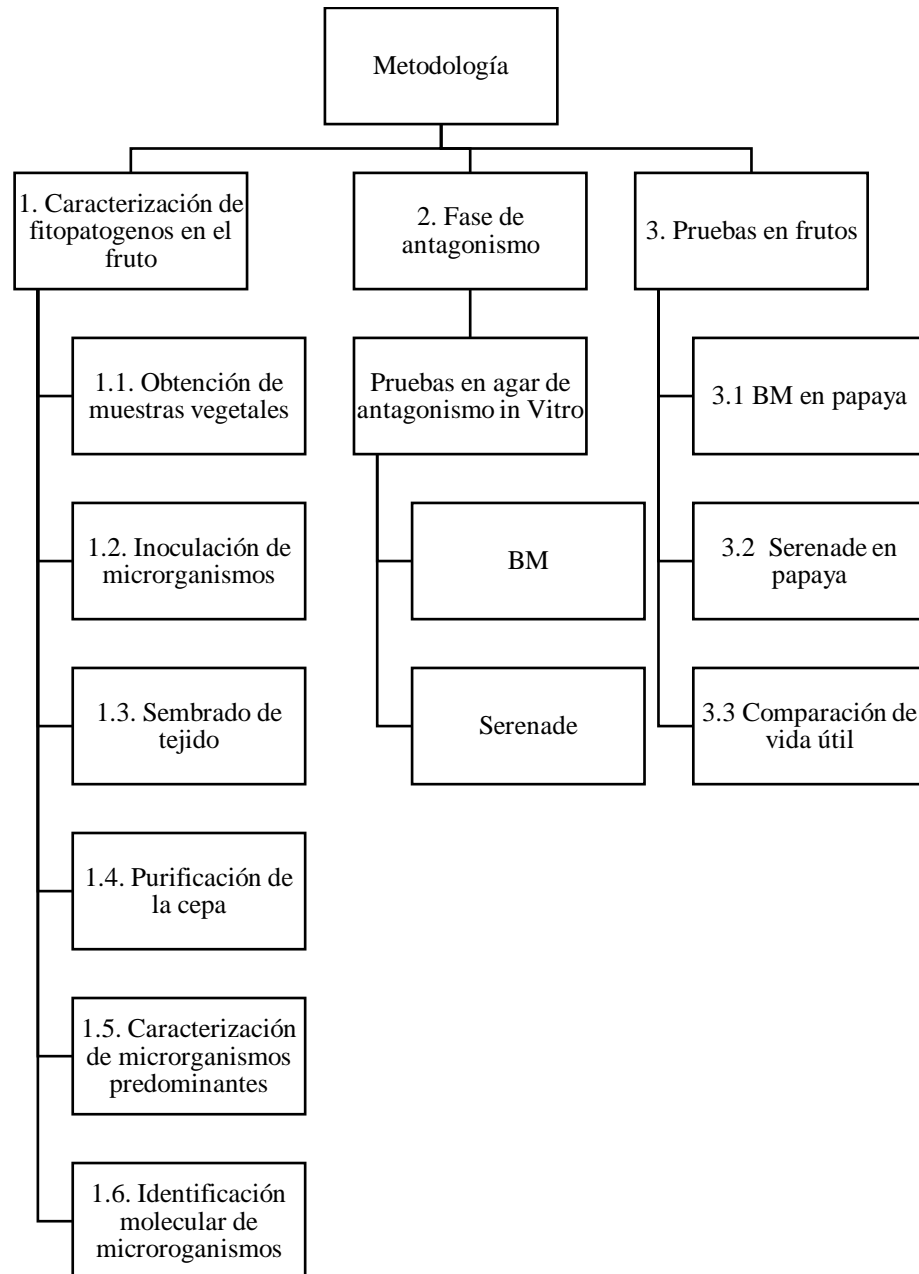 Metodología
1. Caracterización de
fitopatogenos en el
fruto
1.1. Obtención de
muestras vegetales
1.2. Inoculación de
microrganismos
1.3. Sembrado de
tejido
1.4. Purificación de
la cepa
1.5. Caracterización
de microrganismos
predominantes
1.6. Identificación
molecular de
microroganismos
2. Fase de
antagonismo
Pruebas en agar de
antagonismo in Vitro
BM
Serenade
3. Pruebas en frutos
3.1 BM en papaya
3.2 Serenade en
papaya
3.3 Comparación de
vida útil